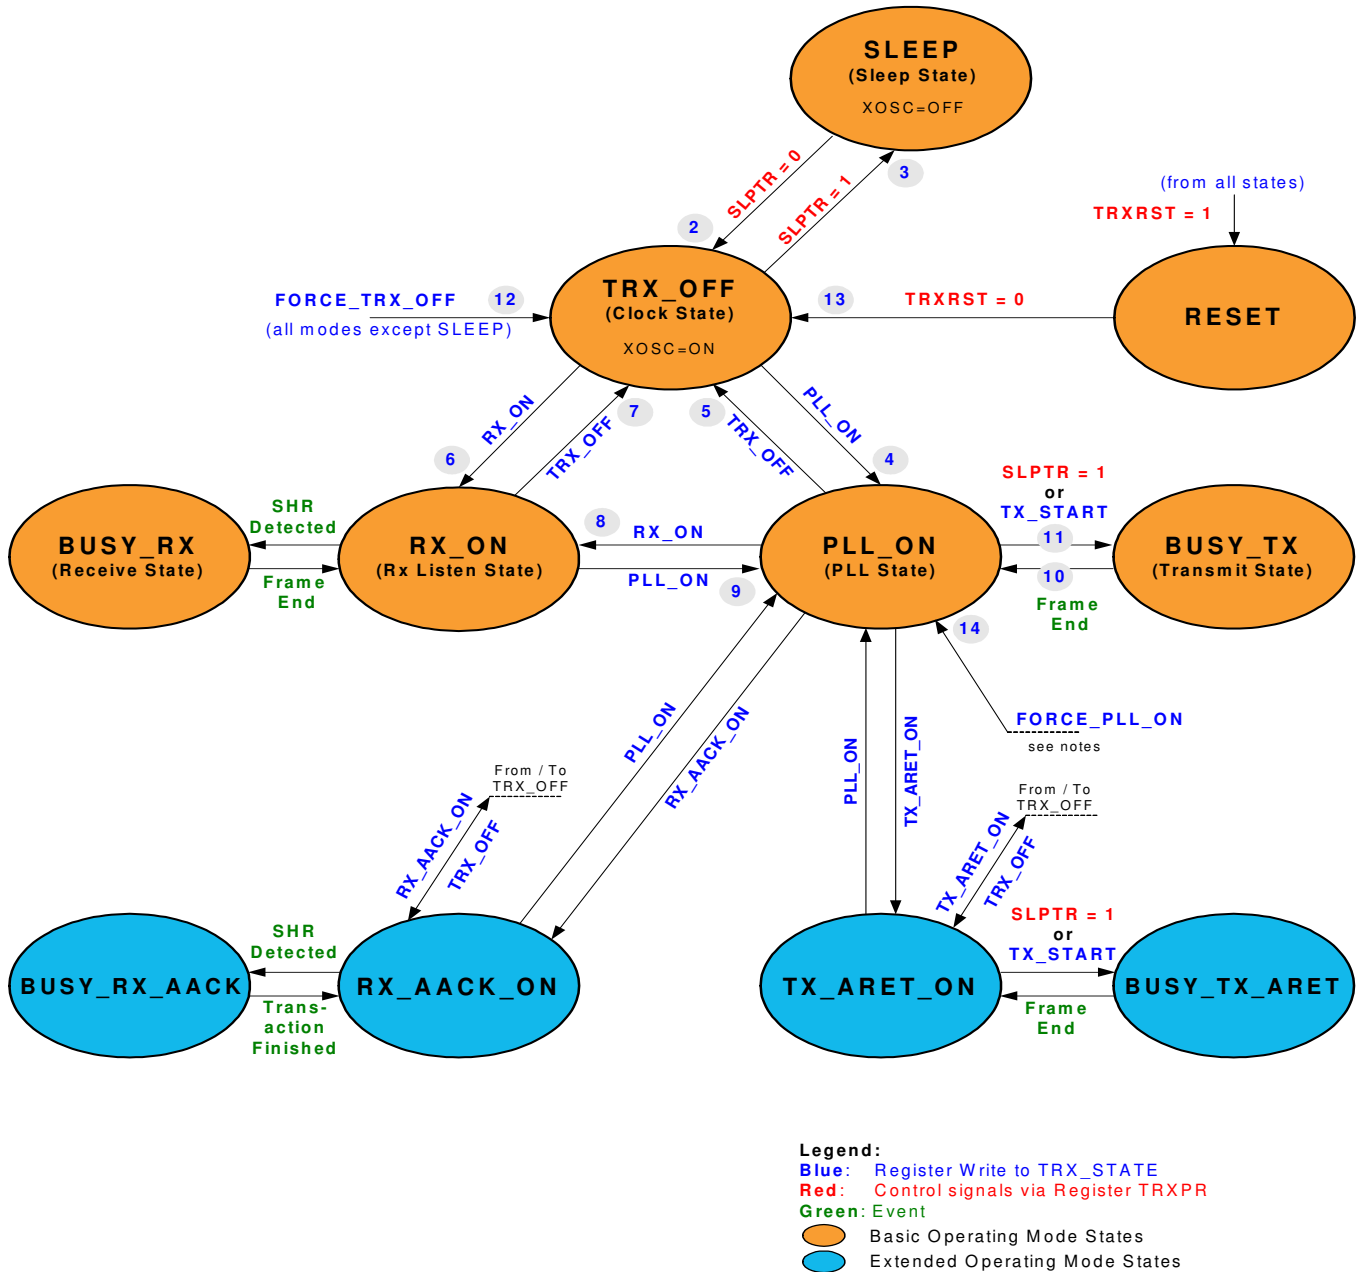 SLEEP
(Sleep State)
XOSC=OFF
SLPTR = 0
SLPTR = 1
3
2
(from all states)
TRXRST = 1
FORCE_TRX_OFF
12
(all modes except SLEEP)
TRX_OFF
(Clock State)
XOSC=ON
13
TRXRST = 0
RESET
RX_ON
7
TRX_OFF
6
5
TRX_OFF
PLL_ON
4
SHR
Detected
BUSY_RX
(Receive State)
Frame
End
RX_ON
(Rx Listen State)
8
RX_ON
PLL_ON
9
PLL_ON
(PLL State)
SLPTR = 1
or
TX_START
11
10
Frame
End
BUSY_TX
(Transmit State)
14
FORCE_PLL_ON
see notes
PLL_ON
RX_AACK_ON
PLL_ON
TX_ARET_ON
From / To
TRX_OFF
RX_AACK_ON
TRX_OFF
From / To
TRX_OFF
TX_ARET_ON
TRX_OFF
SHR
Detected
BUSY_RX_AACK
Trans-
action
Finished
RX_AACK_ON
TX_ARET_ON
SLPTR = 1
or
TX_START
Frame
End
BUSY_TX_ARET
Legend:
Blue: Register Write to TRX_STATE
Red: Control signals via Register TRXPR
Green: Event
Basic Operating Mode States
Extended Operating Mode States